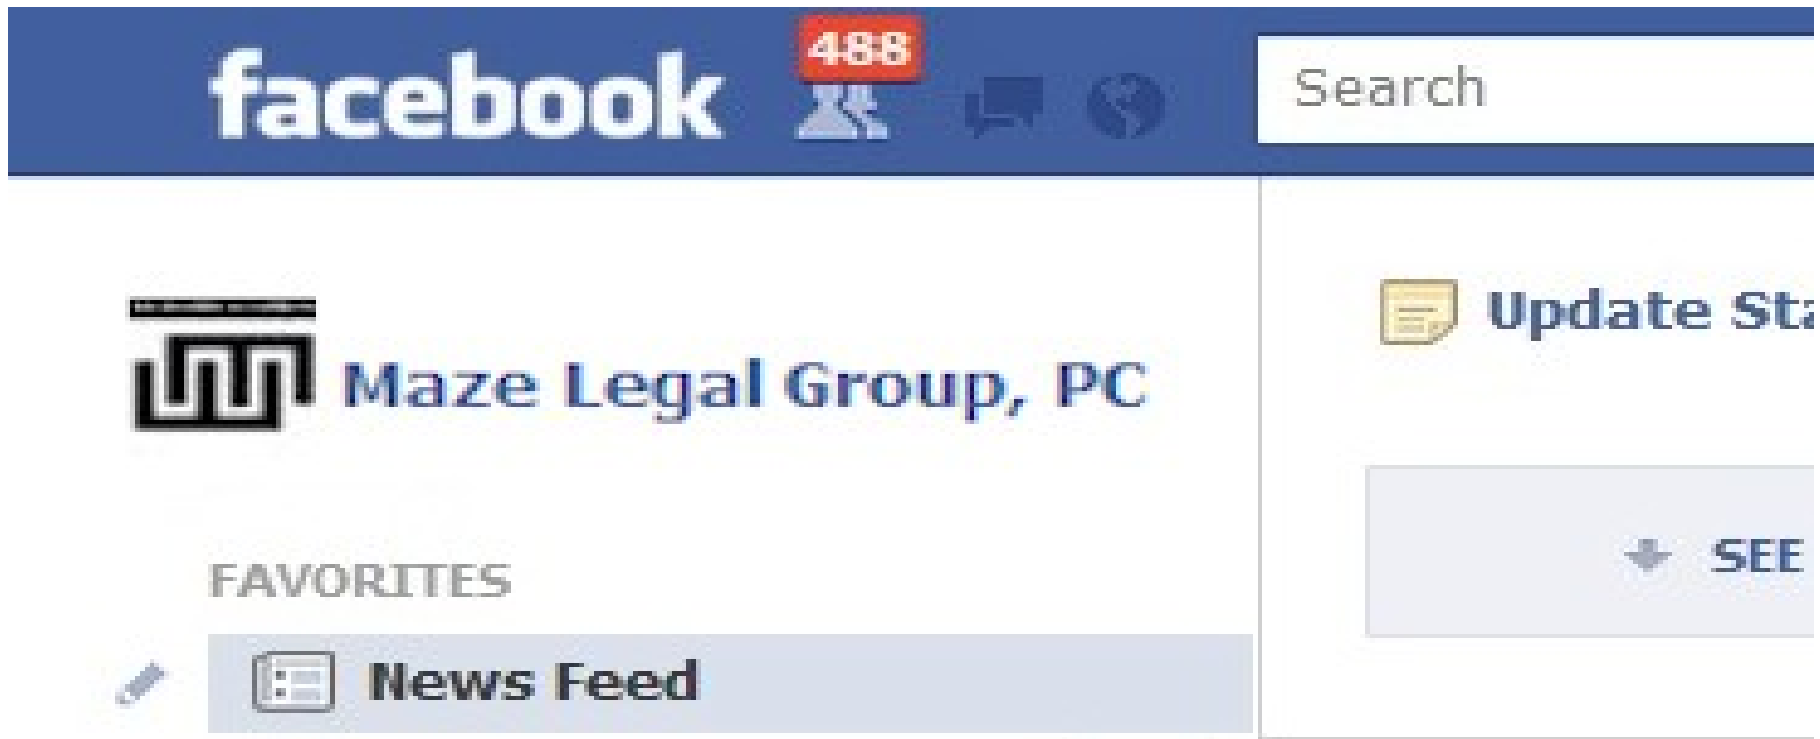 facebook 488 Search
Maze Legal Group, PC
Update Sta
SEE
FAVORITES
News Feed